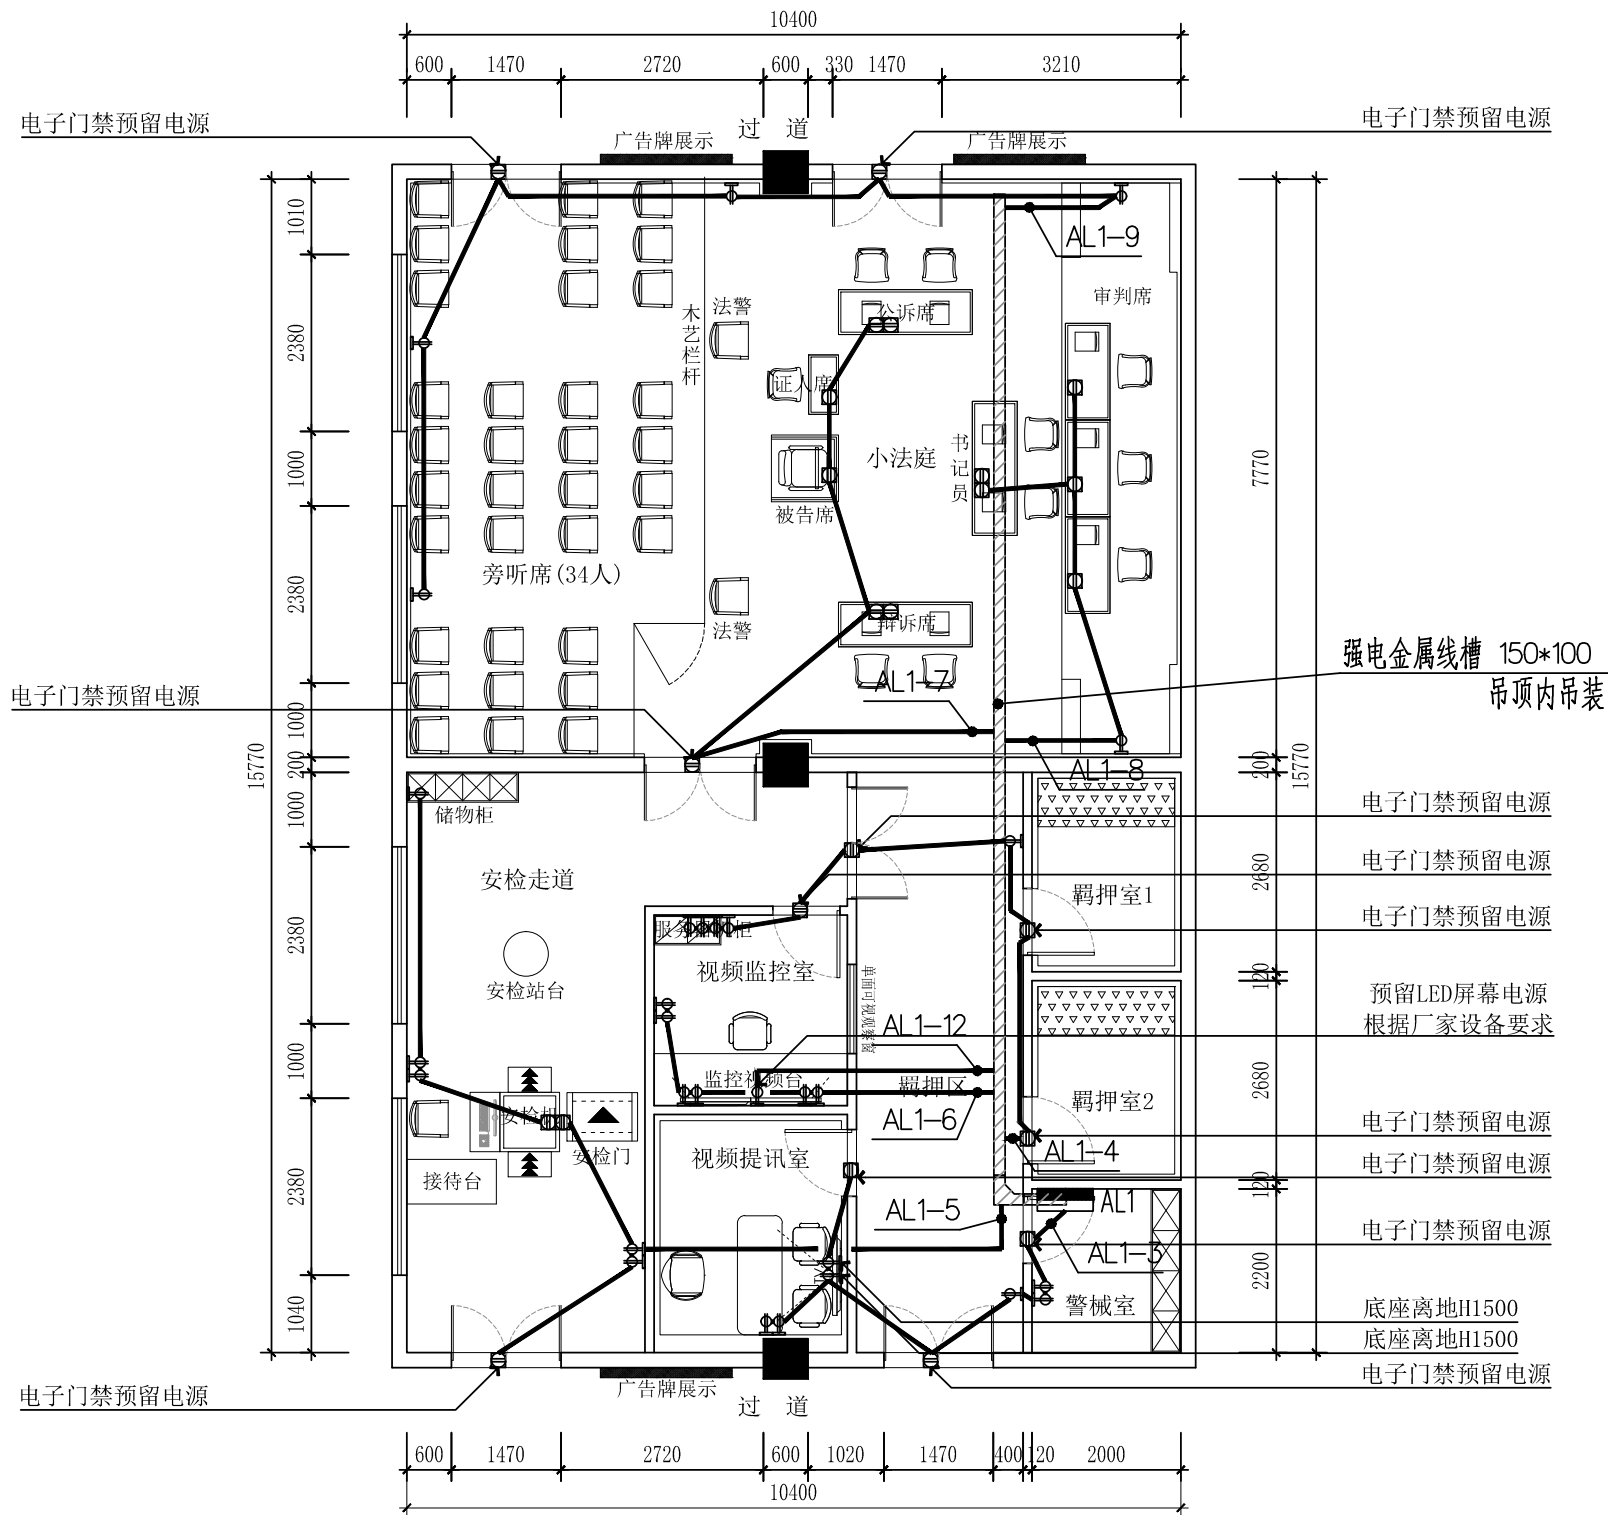 10400
600 1470 2720 600 330 1470 3210
电子门禁预留电源
电子门禁预留电源
过 道
广告牌展示
广告牌展示
1010
AL1-9
审判席
公诉席
法警
木艺栏杆
2380
证人席
书记员
小法庭
1000
7770
被告席
旁听席(34人)
2380
法警
辩诉席
强电金属线槽 150*100
吊顶内吊装
AL1-7
电子门禁预留电源
1000
15770
200
AL1-8
200
15770
储物柜
1000
电子门禁预留电源
电子门禁预留电源
安检走道
2680
羁押室1
电子门禁预留电源
2380
视频监控室
120
安检站台
单面可视观察窗
预留LED屏幕电源
根据厂家设备要求
AL1-12
1000
监控视频台
羁押区
2680
羁押室2
安检机
AL1-6
电子门禁预留电源
安检门
视频提讯室
AL1-4
电子门禁预留电源
2380
接待台
120
AL1
AL1-5
电子门禁预留电源
AL1-3
2200
警械室
底座离地H1500
1040
底座离地H1500
电子门禁预留电源
电子门禁预留电源
广告牌展示
过 道
600 1470 2720 600 1020 1470 400 120 2000
10400